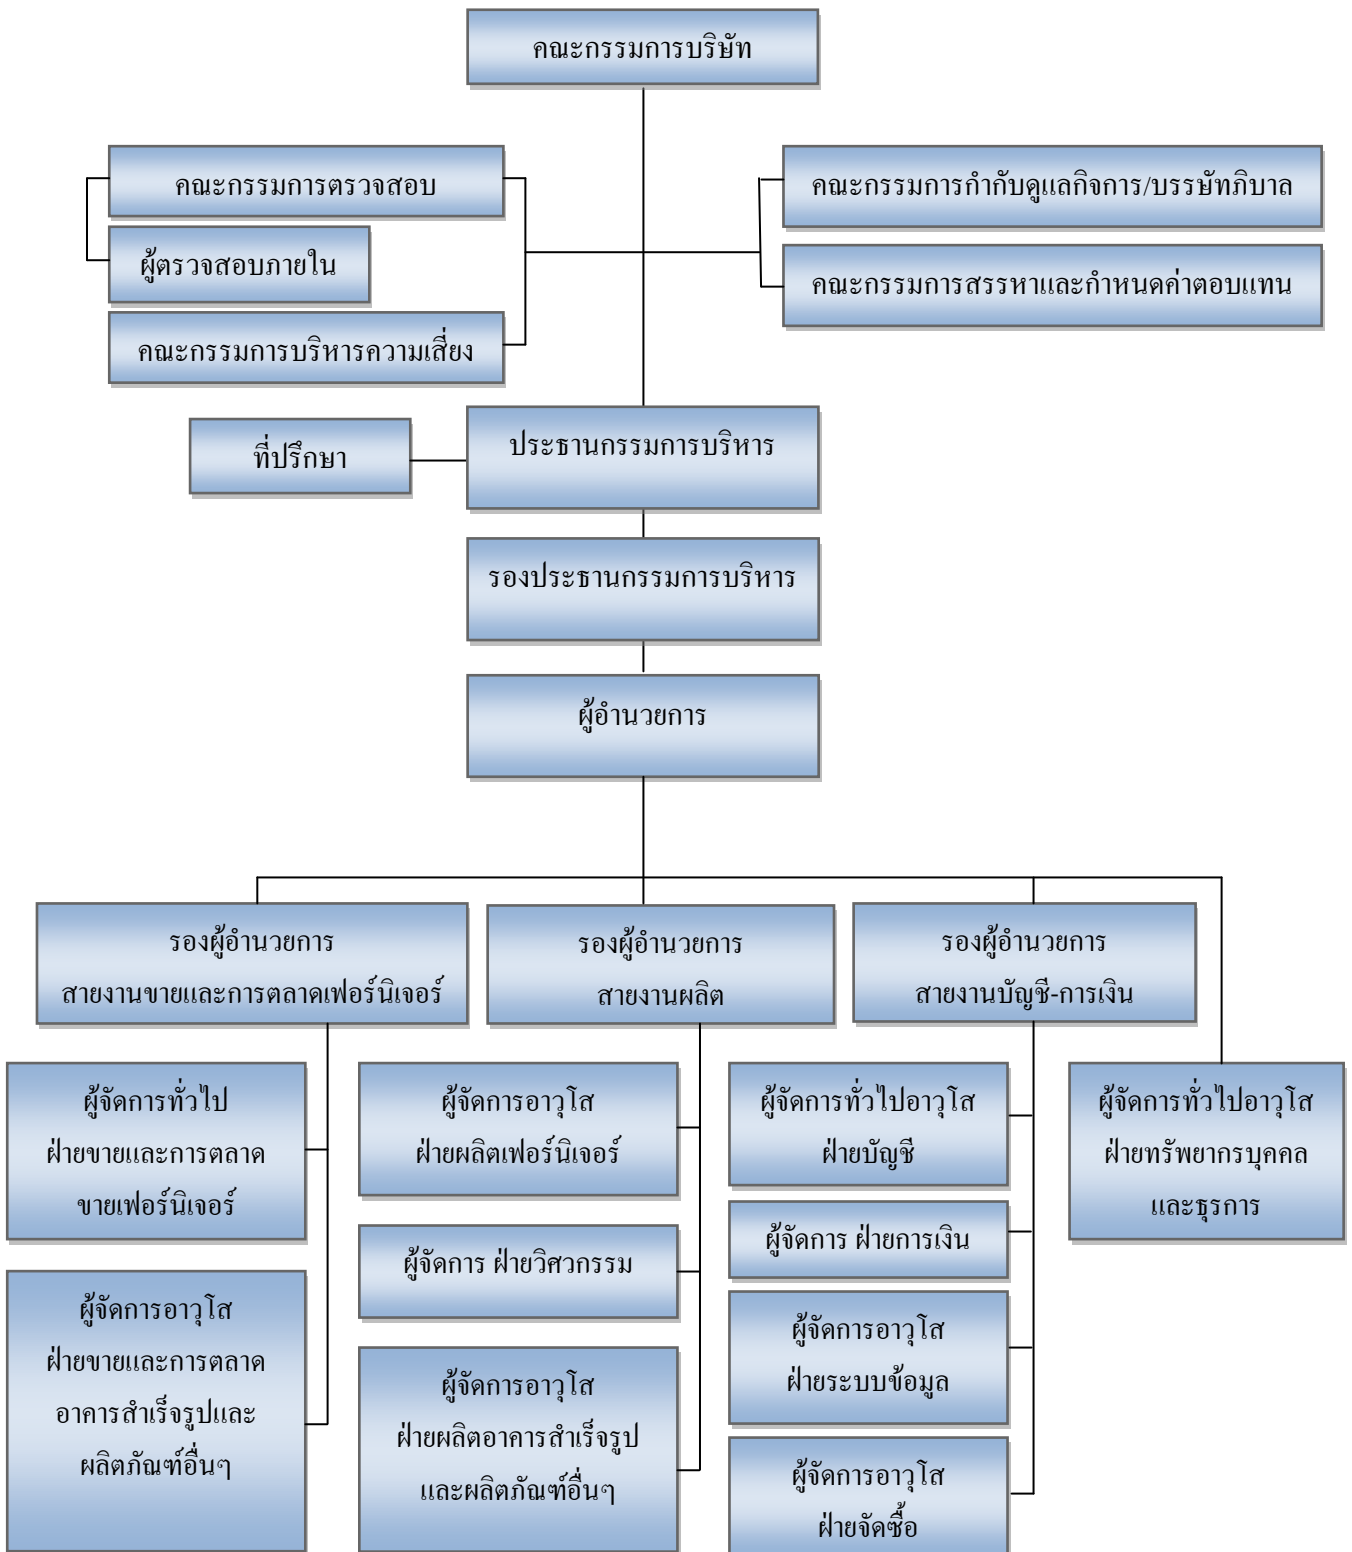 คณะกรรมการบริษัท
คณะกรรมการตรวจสอบ
คณะกรรมการกำกับดูแลกิจการ/บรรษัทภิบาล
ผู้ตรวจสอบภายใน
คณะกรรมการสรรหาและกำหนดค่าตอบแทน
คณะกรรมการบริหารความเสี่ยง
ที่ปรึกษา
ประธานกรรมการบริหาร
รองประธานกรรมการบริหาร
ผู้อำนวยการ
รองผู้อำนวยการ
สายงานขายและการตลาดเฟอร์นิเจอร์
รองผู้อำนวยการ
สายงานผลิต
รองผู้อำนวยการ
สายงานบัญชี-การเงิน
ผู้จัดการทั่วไป
ฝ่ายขายและการตลาด
ขายเฟอร์นิเจอร์
ผู้จัดการอาวุโส
ฝ่ายขายและการตลาด
อาคารสำเร็จรูปและ
ผลิตภัณฑ์อื่นๆ
ผู้จัดการอาวุโส
ฝ่ายผลิตเฟอร์นิเจอร์
ผู้จัดการ ฝ่ายวิศวกรรม
ผู้จัดการอาวุโส
ฝ่ายผลิตอาคารสำเร็จรูป
และผลิตภัณฑ์อื่นๆ
ผู้จัดการทั่วไปอาวุโส
ฝ่ายบัญชี
ผู้จัดการ ฝ่ายการเงิน
ผู้จัดการอาวุโส
ฝ่ายระบบข้อมูล
ผู้จัดการอาวุโส
ฝ่ายจัดซื้อ
ผู้จัดการทั่วไปอาวุโส
ฝ่ายทรัพยากรบุคคล
และธุรการ